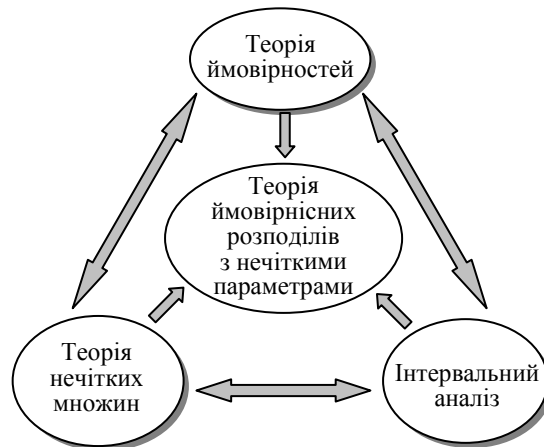 Теорія
ймовірностей
Теорія
ймовірнісних
розподілів
з нечіткими
параметрами
Теорія
нечітких
множин
Інтервальний
аналіз